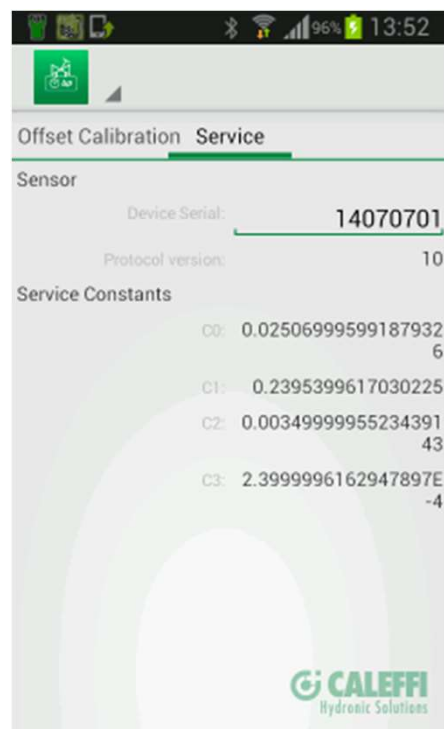 96% 13:52
Offset Calibration Service
Sensor
Device Serial: 14070701
Protocol version: 10
Service Constants
C0: 0.02506999599187932
6
C1: 0.2395399617030225
C2: 0.00349999955234391
43
C3: 2.3999996162947897E
-4
CALEFFI
Hydronic Solutions